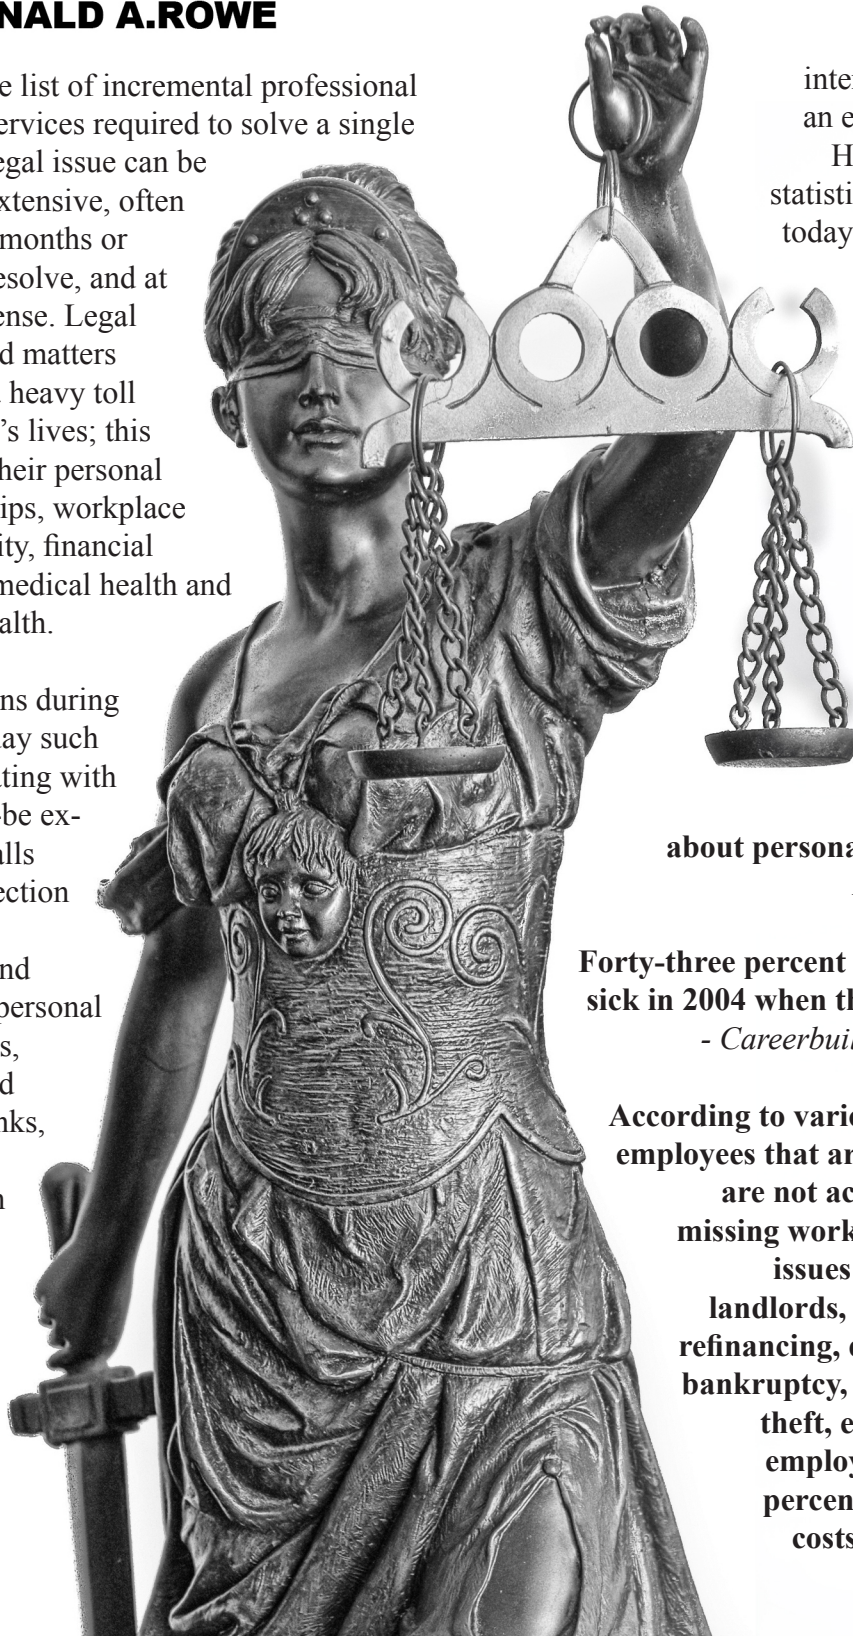 NALD A.ROWE
e list of incremental professional
ervices required to solve a single
egal issue can be
xtensive, often
months or
esolve, and at
ense. Legal
d matters
heavy toll
's lives; this
heir personal
ips, workplace
ity, financial
medical health and
alth.
ns during
ay such
ting with
be ex-
alls
ection
nd
personal
s,
d
nks,
n
inte
an e
H
statisti
today
about persona
Forty-three percent
sick in 2004 when th
- Careerbui
According to vario
employees that ar
are not ac
missing work
issues
landlords,
refinancing, 
bankruptcy,
theft, e
employ
percen
costs